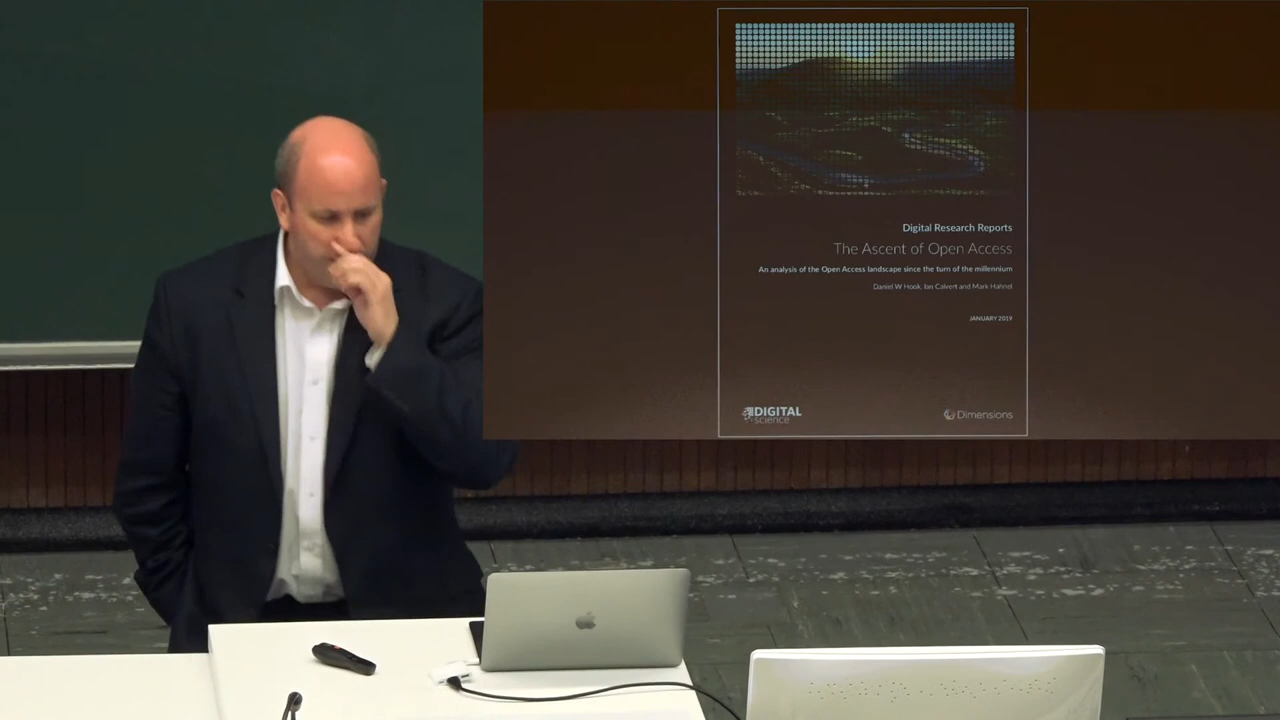 Digital Research Reports
The Ascent of Open Access
An analysis of the Open Access landscape since the turn of the millennium
Daniel W Hook, Ian Calvert and Mark Hahnel
JANUARY 2019
DIGITAL
science
Dimensions